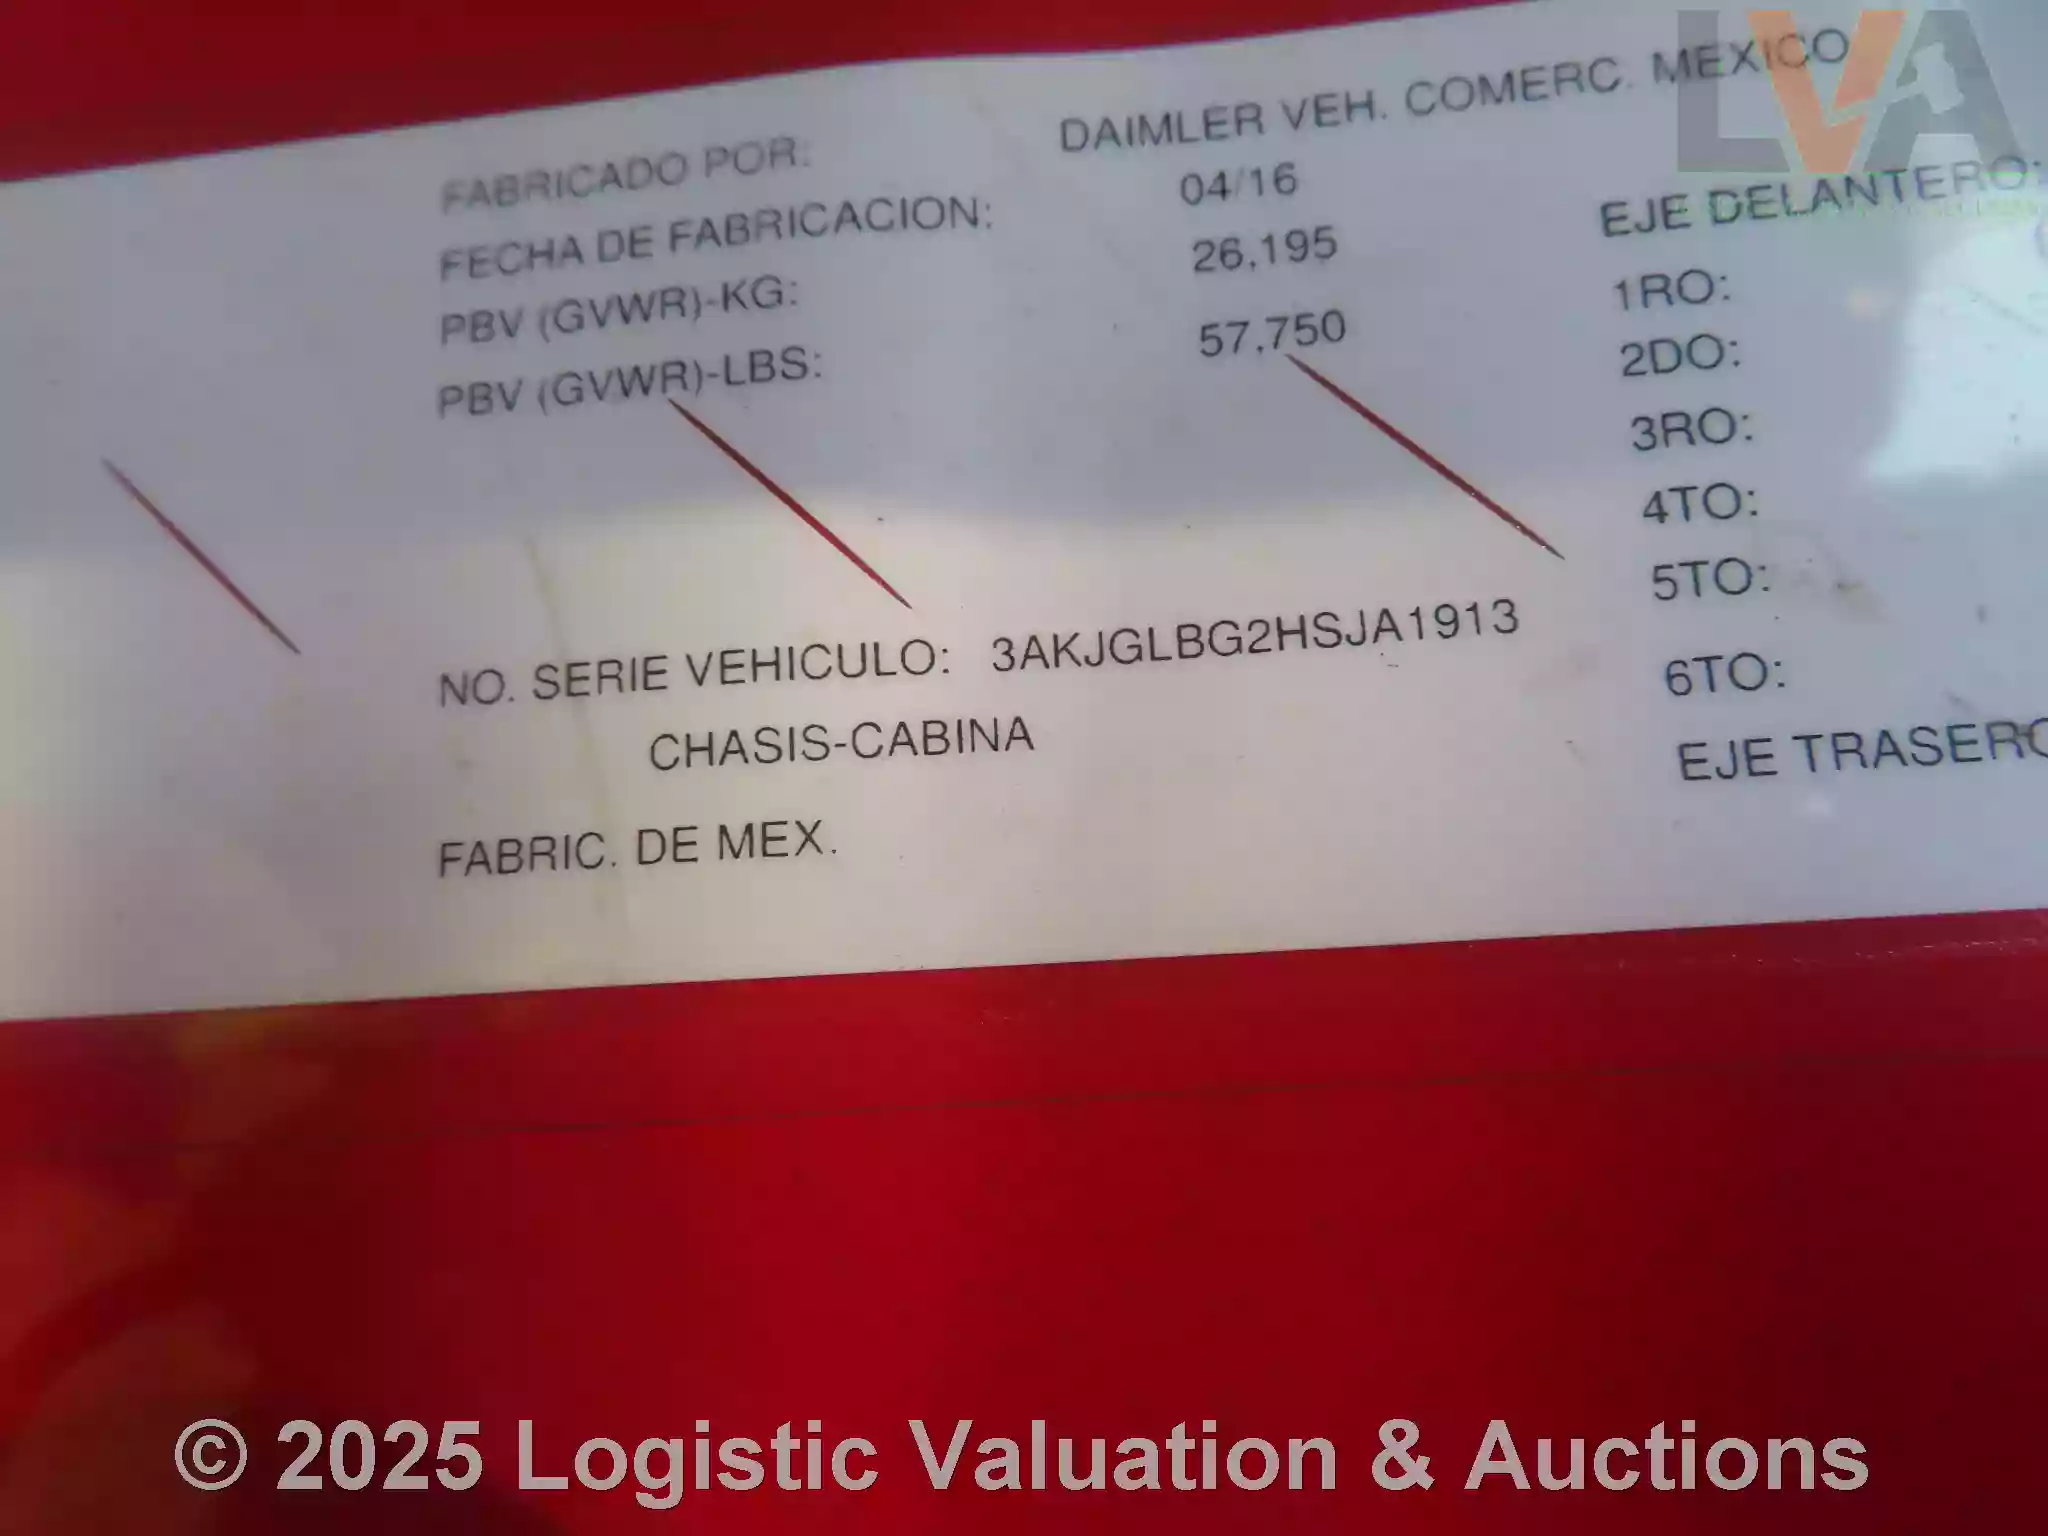 LVA
FABRICADO POR: DAIMLER VEH. COMERC. MEXICO
FECHA DE FABRICACION: 04/16
PBV (GVWR)-KG: 26,195
PBV (GVWR)-LBS: 57,750
NO. SERIE VEHICULO: 3AKJGLBG2HSJA1913
CHASIS-CABINA
FABRIC. DE MEX.
EJE DELANTERO:
1RO:
2DO:
3RO:
4TO:
5TO:
6TO:
EJE TRASERO
© 2025 Logistic Valuation & Auctions